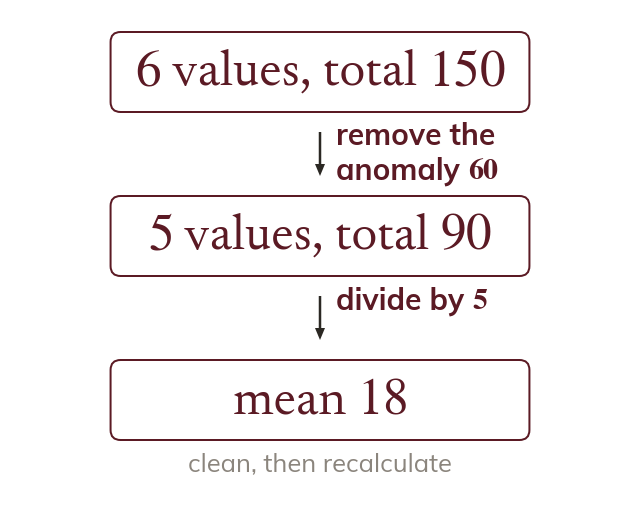 6 values, total 150
remove the
anomaly 60
5 values, total 90
divide by 5
mean 18
clean, then recalculate